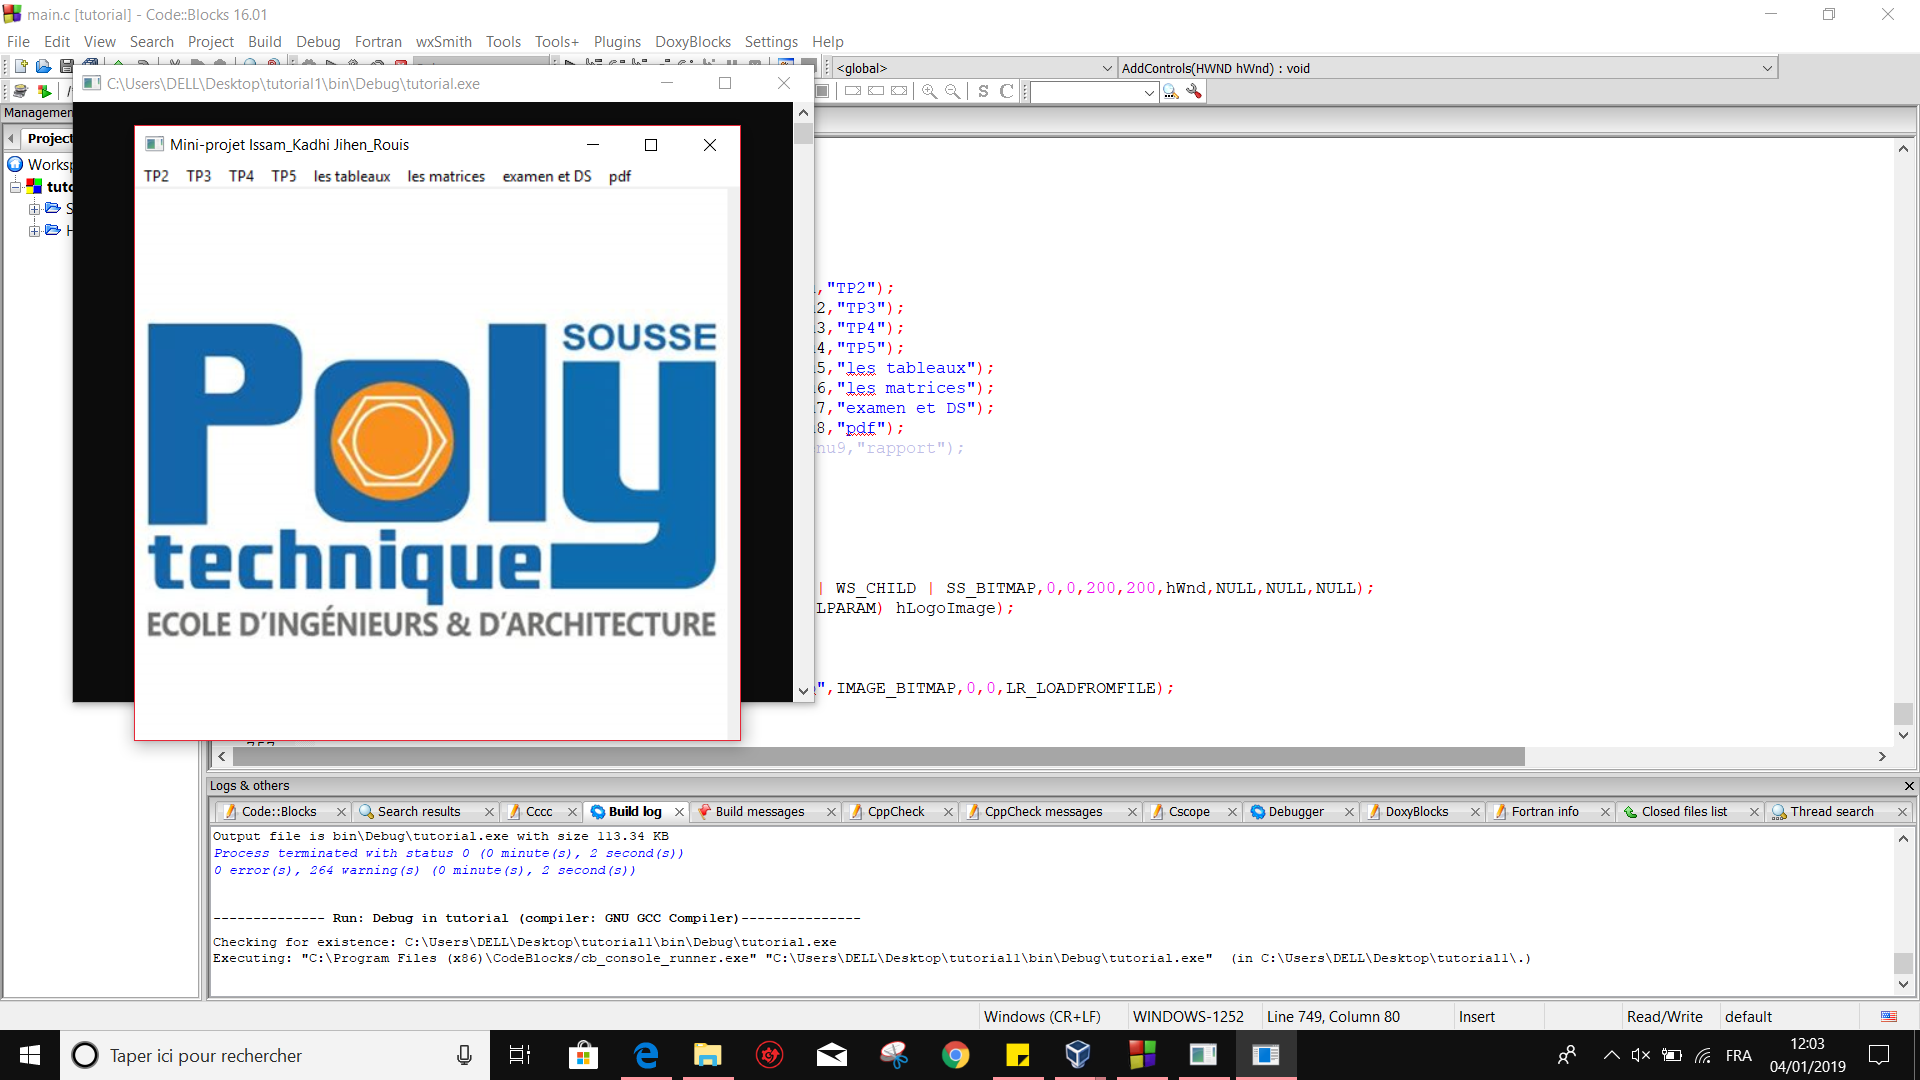 main.c [tutorial] - Code::Blocks 16.01
File Edit View Search Project Build Debug Fortran wxSmith Tools Tools+ Plugins DoxyBlocks Settings Help
<global>
AddControls(HWND hWnd) : void
C:\Users\DELL\Desktop\tutorial1\bin\Debug\tutorial.exe
S C
Management
Project
Mini-projet Issam_Kadhi Jihen_Rouis
TP2 TP3 TP4 TP5 les tableaux les matrices examen et DS pdf
SOUSSE
Poly
technique
ECOLE D'INGÉNIEURS & D'ARCHITECTURE
,"TP2");
2,"TP3");
3,"TP4");
4,"TP5");
5,"les tableaux");
6,"les matrices");
7,"examen et DS");
8,"pdf");
nu9,"rapport");
| WS_CHILD | SS_BITMAP,0,0,200,200,hWnd,NULL,NULL,NULL);
LPARAM) hLogoImage);
",IMAGE_BITMAP,0,0,LR_LOADFROMFILE);
Logs & others
Code::Blocks Search results Cccc Build log Build messages CppCheck CppCheck messages Cscope Debugger DoxyBlocks Fortran info Closed files list Thread search
Output file is bin\Debug\tutorial.exe with size 113.34 KB
Process terminated with status 0 (0 minute(s), 2 second(s))
0 error(s), 264 warning(s) (0 minute(s), 2 second(s))
-------------- Run: Debug in tutorial (compiler: GNU GCC Compiler)---------------
Checking for existence: C:\Users\DELL\Desktop\tutorial1\bin\Debug\tutorial.exe
Executing: "C:\Program Files (x86)\CodeBlocks/cb_console_runner.exe" "C:\Users\DELL\Desktop\tutorial1\bin\Debug\tutorial.exe"  (in C:\Users\DELL\Desktop\tutorial1\.)
Windows (CR+LF) WINDOWS-1252 Line 749, Column 80 Insert Read/Write default
Taper ici pour rechercher
FRA
12:03
04/01/2019